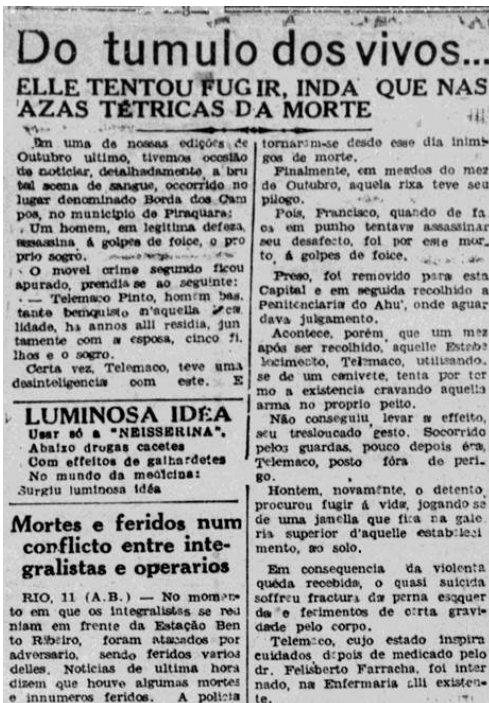 Do tumulo dos vivos...
ELLE TENTOU FUGIR, INDA QUE NAS
AZAS TÉTRICAS DA MORTE
Em uma de nossas edições de
Outubro ultimo, tivemos occasião
de noticiar, detalhadamente, a bru
tal scena de sangue, occorrido no
lugar denominado Borda dos Cam
pos, no municipio de Piraquára:
Um homem, em legitima defeza,
assassina á golpes de foice, o pro
prio sogro.
O movel crime segundo ficou
apurado, prendia-se ao seguinte:
— Telemaco Pinto, homem bas.
tante bemquisto n'aquella
lidade, ha annos alli residia, jun
tamente com a esposa, cinco fi.
lhos e o sogro.
Certa vez, Telemaco, teve uma
desinteligencia com este. E
LUMINOSA IDÉA
Usar só a "NEISSERINA".
Abaixo drogas cacetes
Com effeitos de galhardetes
No mundo da medicina:
Surgiu luminosa idéa
Mortes e feridos num
conflicto entre inte-
gralistas e operarios
RIO, 11 (A.B.) — No momen-
to em que os integralistas se reu
niam em frente da Estação Ben
to Ribeiro, foram atacados por
adversario, sendo feridos varios
delles. Noticias de ultima hora
dizem que houve algumas mortes
e innumeros feridos. A policia
tornaram-se desde esse dia inimi-
gos de morte.
Finalmente, em meados do mez
de Outubro, aquela rixa teve seu
pilogo.
Pois, Francisco, quando de fa
ca em punho tentava assassinar
seu desafecto, foi por este mor_
to á golpes de foice.
Preso, foi removido para esta
Capital e em seguida recolhido a
Penitenciaria do Ahu', onde aguar
dava julgamento.
Acontece, porém que um mez
após ser recolhido, aquelle Estabe
lecimento, Telemaco, utilisando.
se de um canivete, tenta por ter
mo a existencia cravando aquella
arma no proprio peito.
Não conseguiu levar a effeito,
seu tresloucado gesto. Socorrido
pelos guardas, pouco depois éra,
Telemaco, posto fóra de peri-
go.
Hontem, novamente, o detento
procurou fugir á vida, jogando se
de uma janella que fica na gale
ria superior d'aquelle estabeleci
mento, ao solo.
Em consequencia da violenta
quéda recebida, o quasi suicida
soffreu fractura da perna esquer
da e ferimentos de certa gravi
dade pelo corpo.
Telemaco, cujo estado inspira
cuidados depois de medicado pelo
dr. Felisberto Farracha, foi inter
nado, na Enfermaria alli existen-
te.